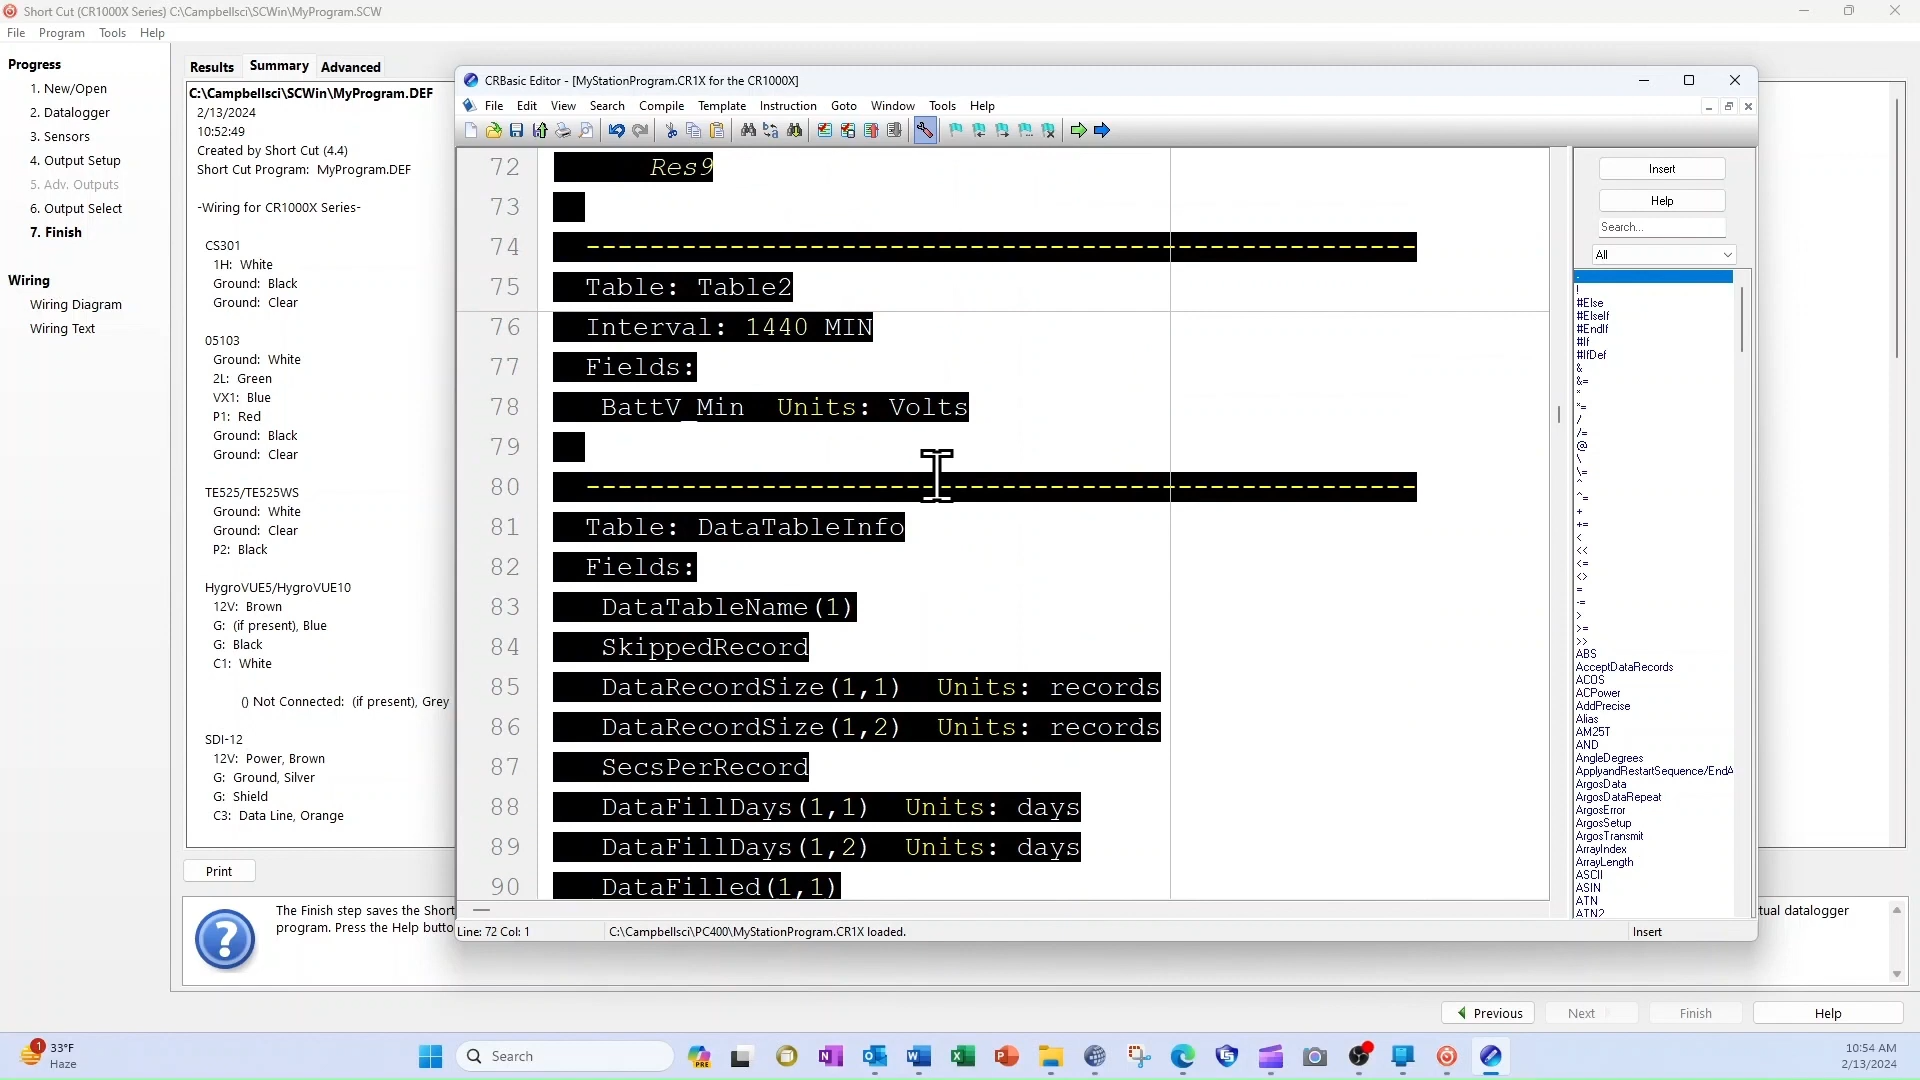 Short Cut (CR1000X Series) C:\Campbellsci\SCWin\MyProgram.SCW
File Program Tools Help
Progress
1. New/Open
2. Datalogger
3. Sensors
4. Output Setup
5. Adv. Outputs
6. Output Select
7. Finish
Wiring
Wiring Diagram
Wiring Text
Results Summary Advanced
C:\Campbellsci\SCWin\MyProgram.DEF
2/13/2024
10:52:49
Created by Short Cut (4.4)
Short Cut Program: MyProgram.DEF
-Wiring for CR1000X Series-
CS301
1H: White
Ground: Black
Ground: Clear
05103
Ground: White
2L: Green
VX1: Blue
P1: Red
Ground: Black
Ground: Clear
TE525/TE525WS
Ground: White
Ground: Clear
P2: Black
HygroVUE5/HygroVUE10
12V: Brown
G: (if present), Blue
G: Black
C1: White
() Not Connected: (if present), Grey
SDI-12
12V: Power, Brown
G: Ground, Silver
G: Shield
C3: Data Line, Orange
Print
The Finish step saves the Short
program. Press the Help butto
tual datalogger
CRBasic Editor - [MyStationProgram.CR1X for the CR1000X]
File Edit View Search Compile Template Instruction Goto Window Tools Help
72 Res9
73
74 ----------------------------------------------------
75 Table: Table2
76 Interval: 1440 MIN
77 Fields:
78 BattV_Min Units: Volts
79
80 ----------------------------------------------------
81 Table: DataTableInfo
82 Fields:
83 DataTableName(1)
84 SkippedRecord
85 DataRecordSize(1,1) Units: records
86 DataRecordSize(1,2) Units: records
87 SecsPerRecord
88 DataFillDays(1,1) Units: days
89 DataFillDays(1,2) Units: days
90 DataFilled(1,1)
Insert
Help
Search...
All
-
!
#Else
#ElseIf
#EndIf
#If
#IfDef
&
&=
*
*=
/
/=
@
\
\=
^
^=
+
+=
<
<<
<=
<>
=
-=
>
>=
>>
ABS
AcceptDataRecords
ACOS
ACPower
AddPrecise
Alias
AM25T
AND
AngleDegrees
ApplyandRestartSequence/EndA
ArgosData
ArgosDataRepeat
ArgosError
ArgosSetup
ArgosTransmit
ArrayIndex
ArrayLength
ASCII
ASIN
ATN
ATN2
Line: 72 Col: 1
C:\Campbellsci\PC400\MyStationProgram.CR1X loaded.
Insert
Previous Next Finish Help
1
33°F
Haze
Search
PRE
10:54 AM
2/13/2024